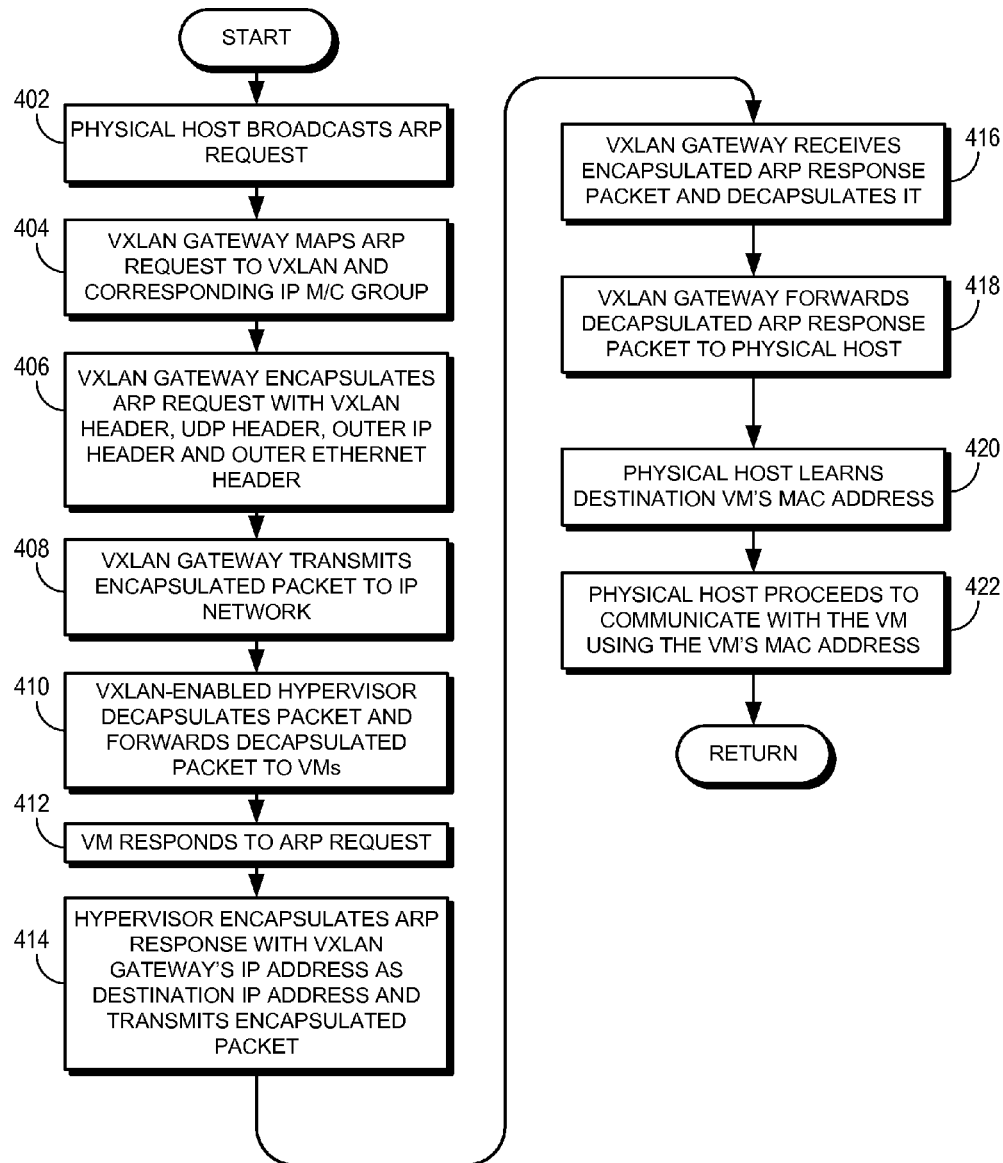 START
402
PHYSICAL HOST BROADCASTS ARP
REQUEST
404
VXLAN GATEWAY MAPS ARP
REQUEST TO VXLAN AND
CORRESPONDING IP M/C GROUP
406
VXLAN GATEWAY ENCAPSULATES
ARP REQUEST WITH VXLAN
HEADER, UDP HEADER, OUTER IP
HEADER AND OUTER ETHERNET
HEADER
408
VXLAN GATEWAY TRANSMITS
ENCAPSULATED PACKET TO IP
NETWORK
410
VXLAN-ENABLED HYPERVISOR
DECAPSULATES PACKET AND
FORWARDS DECAPSULATED
PACKET TO VMs
412
VM RESPONDS TO ARP REQUEST
414
HYPERVISOR ENCAPSULATES ARP
RESPONSE WITH VXLAN
GATEWAY'S IP ADDRESS AS
DESTINATION IP ADDRESS AND
TRANSMITS ENCAPSULATED
PACKET
416
VXLAN GATEWAY RECEIVES
ENCAPSULATED ARP RESPONSE
PACKET AND DECAPSULATES IT
418
VXLAN GATEWAY FORWARDS
DECAPSULATED ARP RESPONSE
PACKET TO PHYSICAL HOST
420
PHYSICAL HOST LEARNS
DESTINATION VM'S MAC ADDRESS
422
PHYSICAL HOST PROCEEDS TO
COMMUNICATE WITH THE VM
USING THE VM'S MAC ADDRESS
RETURN